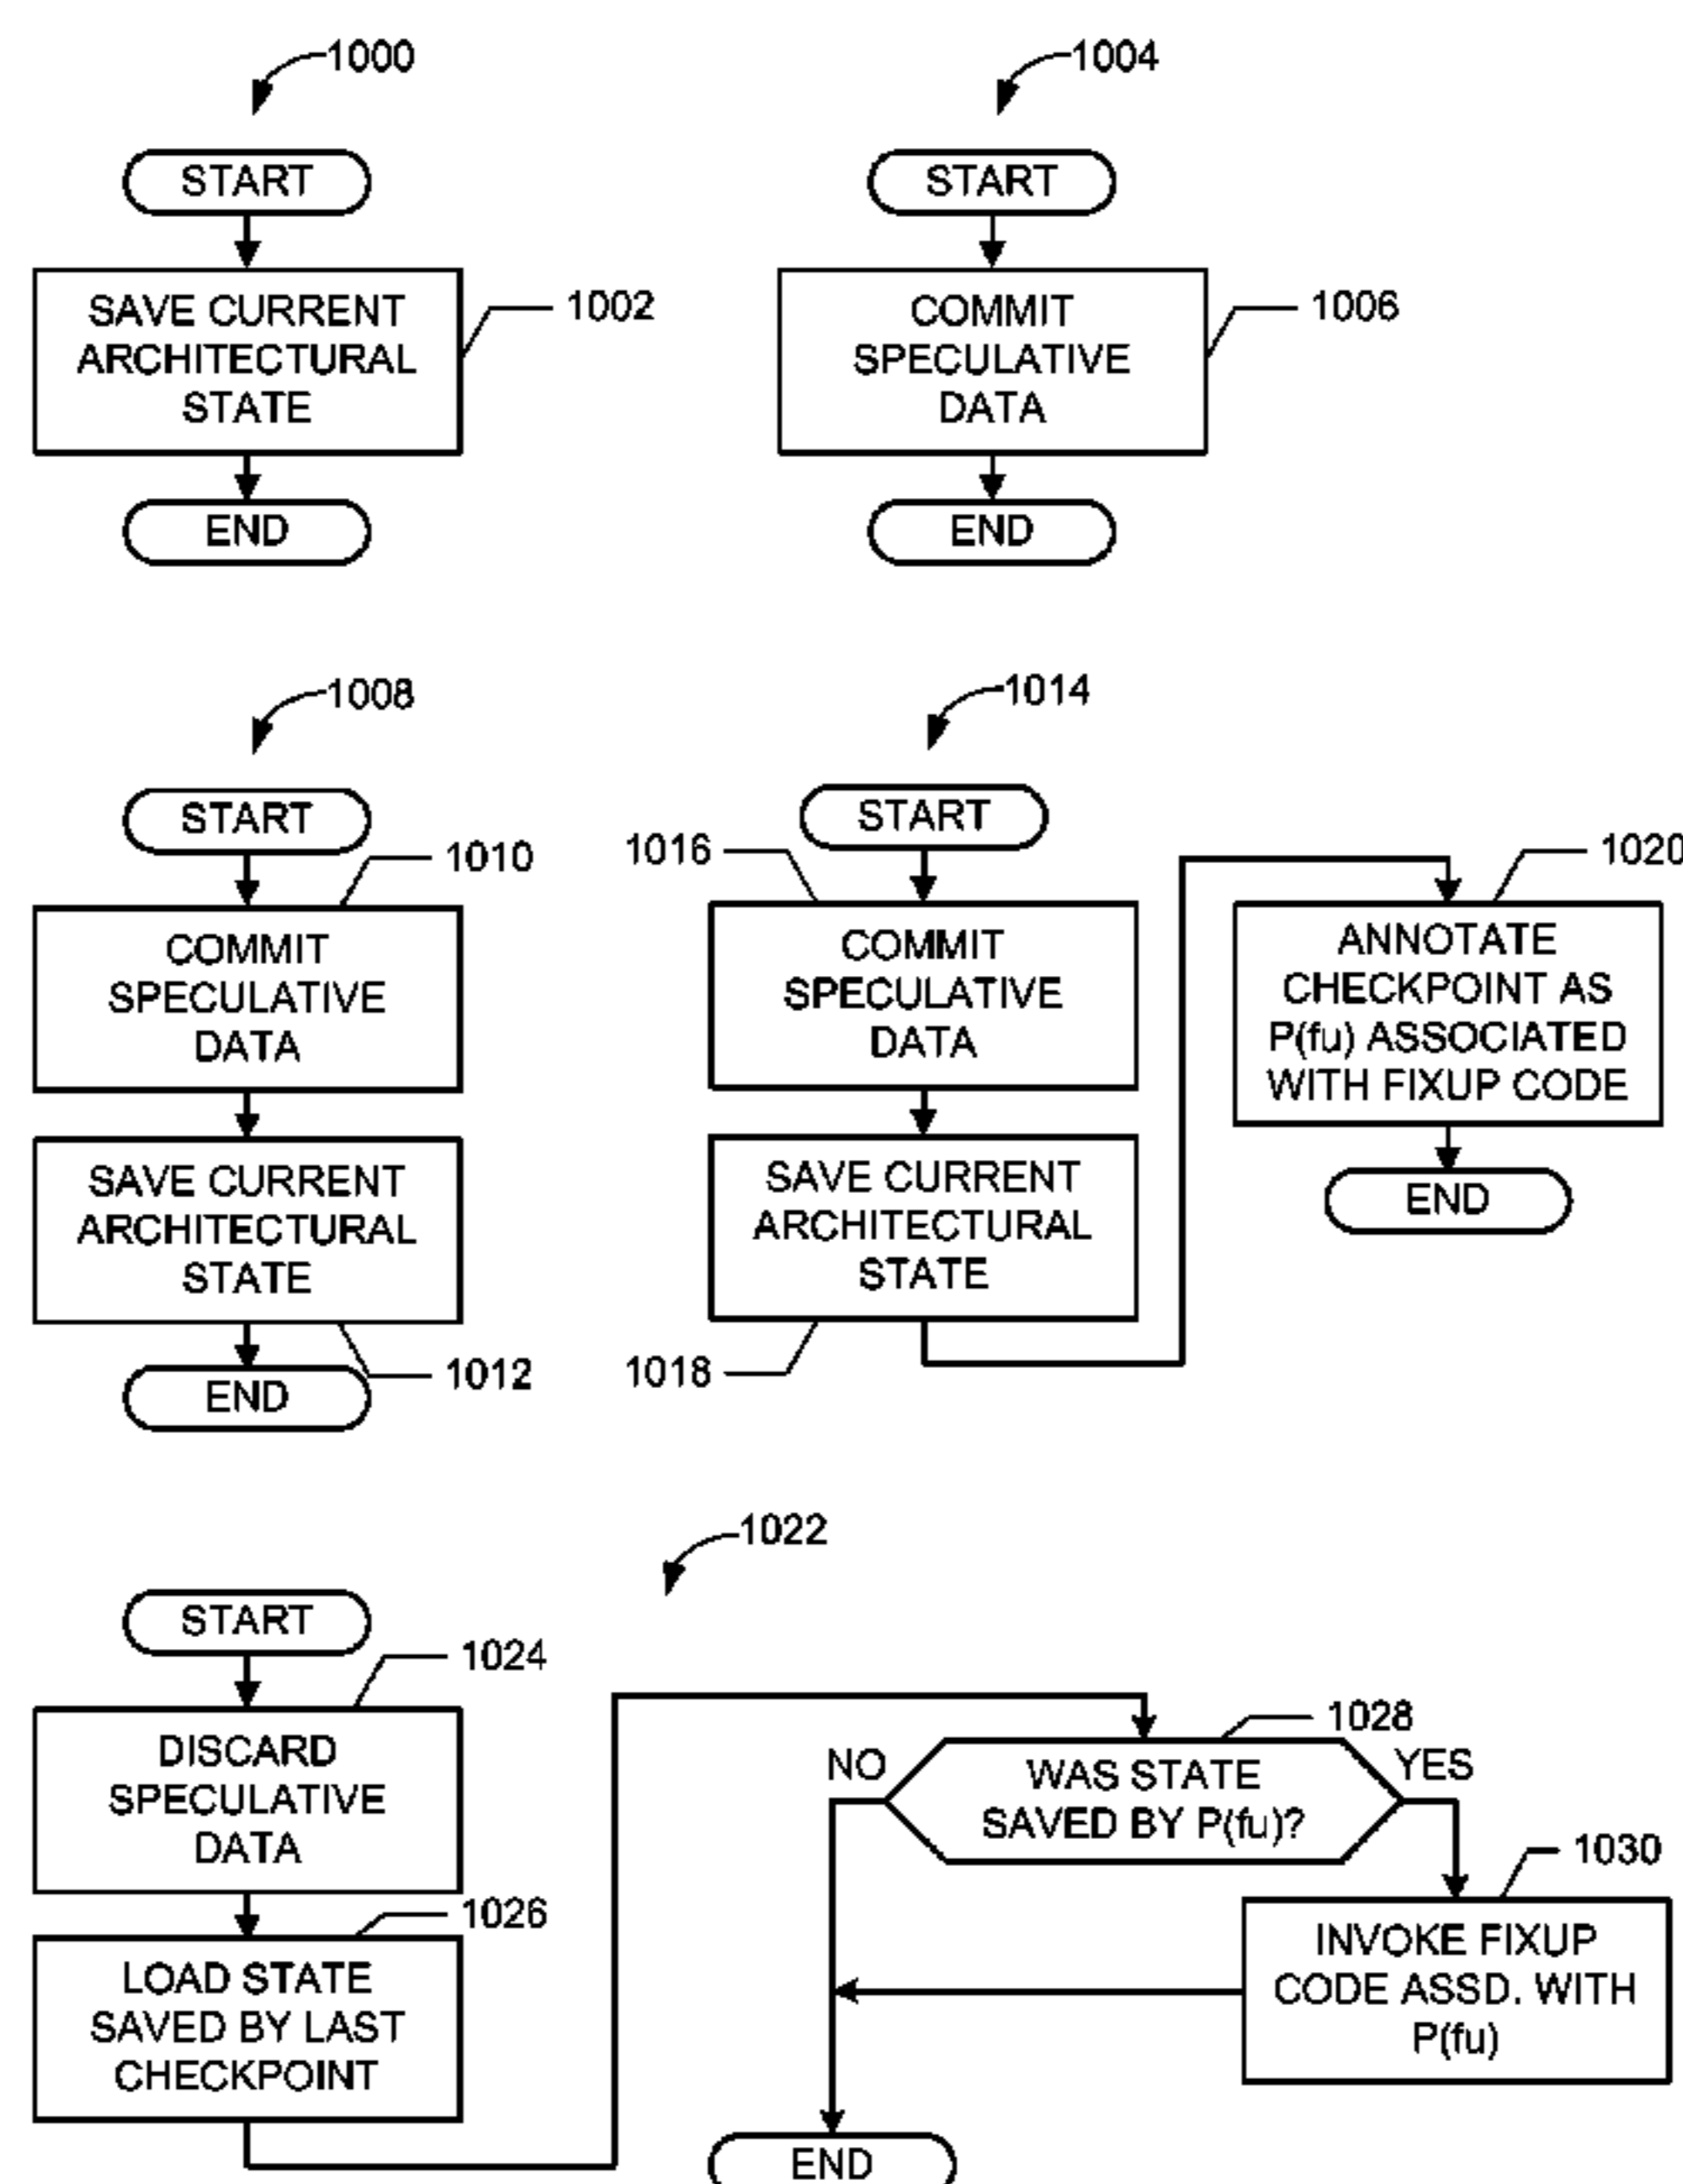 1000
START
SAVE CURRENT
ARCHITECTURAL
STATE
1002
END
1004
START
COMMIT
SPECULATIVE
DATA
1006
END
1008
START
1010
COMMIT
SPECULATIVE
DATA
SAVE CURRENT
ARCHITECTURAL
STATE
1012
END
1014
START
1016
COMMIT
SPECULATIVE
DATA
SAVE CURRENT
ARCHITECTURAL
STATE
1018
1020
ANNOTATE
CHECKPOINT AS
P(fu) ASSOCIATED
WITH FIXUP CODE
END
1022
START
1024
DISCARD
SPECULATIVE
DATA
1026
LOAD STATE
SAVED BY LAST
CHECKPOINT
1028
NO
WAS STATE
SAVED BY P(fu)?
YES
1030
INVOKE FIXUP
CODE ASSD. WITH
P(fu)
END